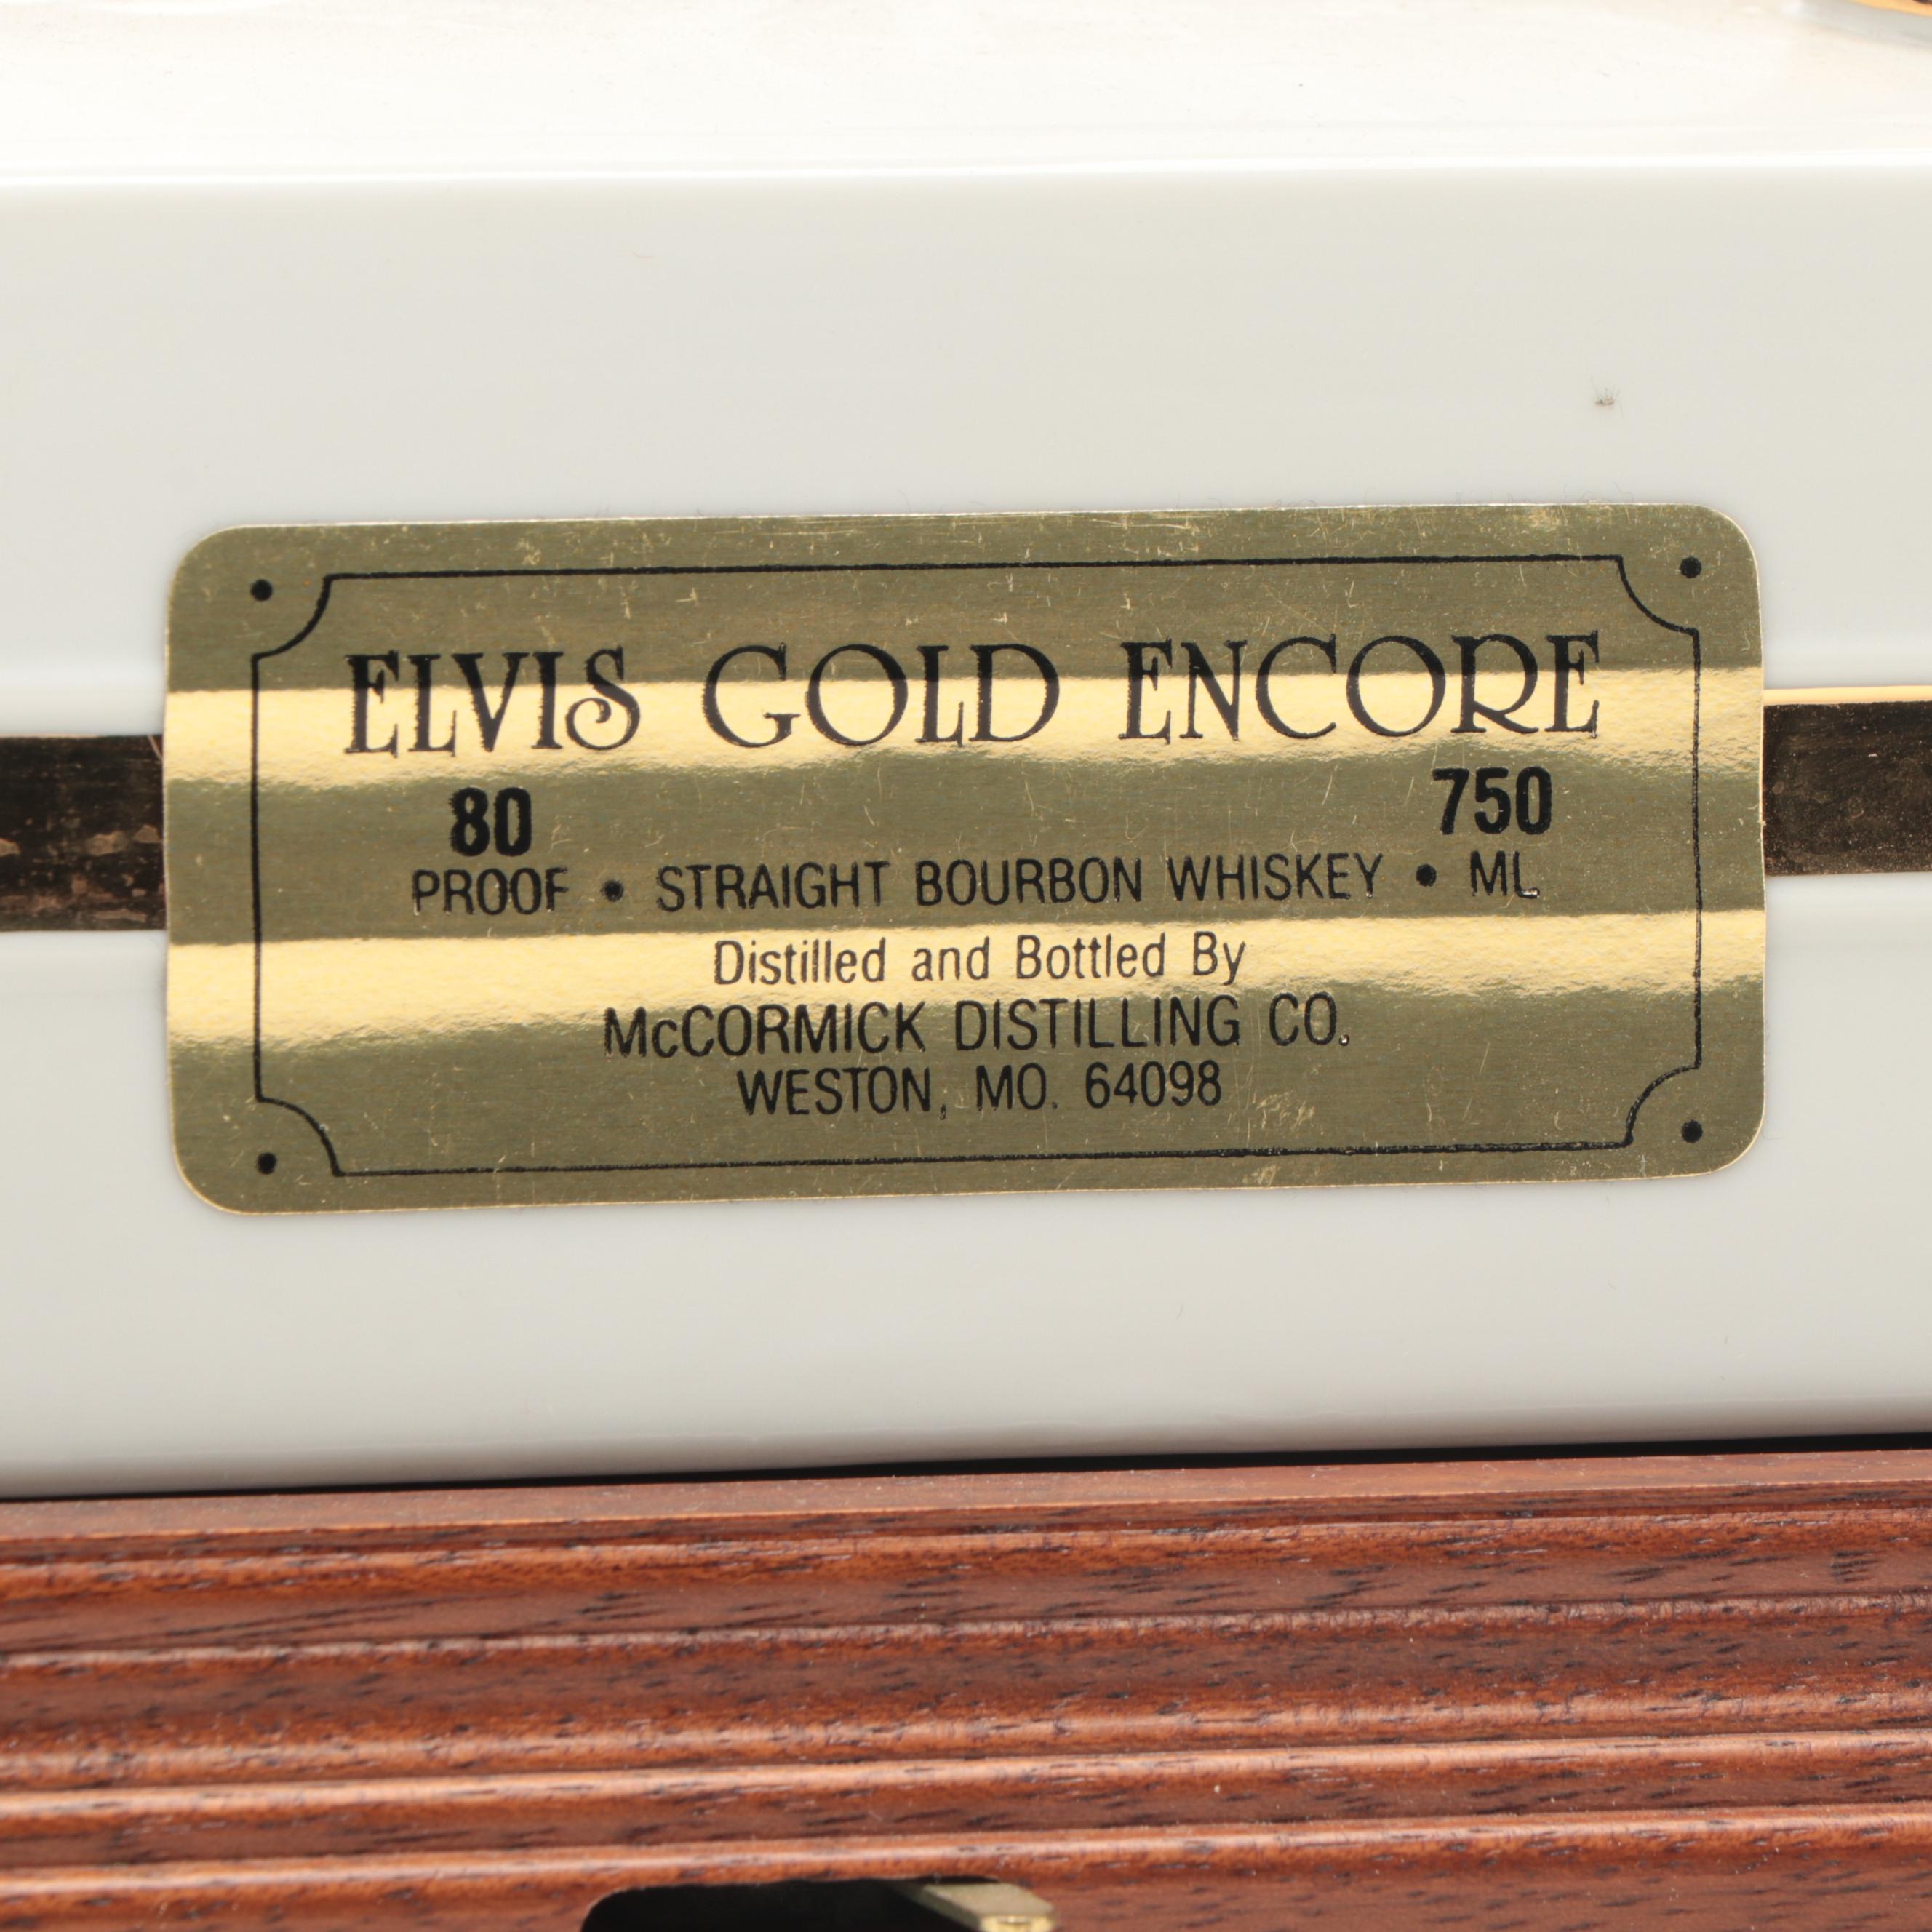 ELVIS GOLD ENCORE
80 750
PROOF • STRAIGHT BOURBON WHISKEY • ML
Distilled and Bottled By
McCORMICK DISTILLING CO.
WESTON, MO. 64098